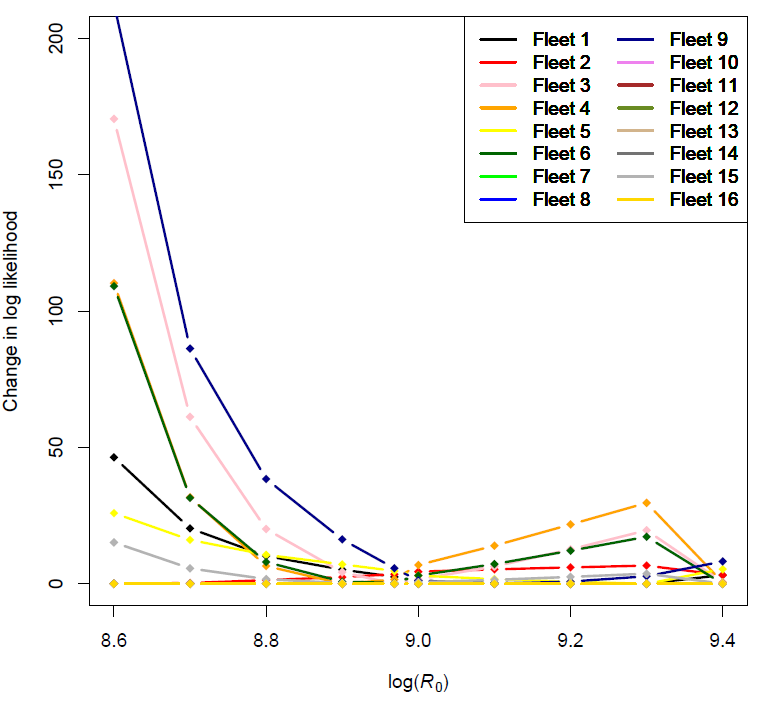 200
150
100
50
0
Change in log likelihood
Fleet 1
Fleet 2
Fleet 3
Fleet 4
Fleet 5
Fleet 6
Fleet 7
Fleet 8
Fleet 9
Fleet 10
Fleet 11
Fleet 12
Fleet 13
Fleet 14
Fleet 15
Fleet 16
8.6 8.8 9.0 9.2 9.4
log(R₀)